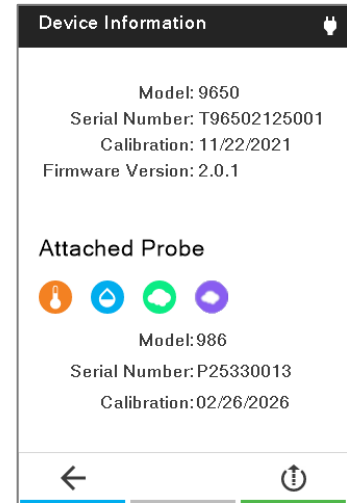 Device Information
Model: 9650
Serial Number: T96502125001
Calibration: 11/22/2021
Firmware Version: 2.0.1
Attached Probe
Model: 986
Serial Number: P25330013
Calibration: 02/26/2026